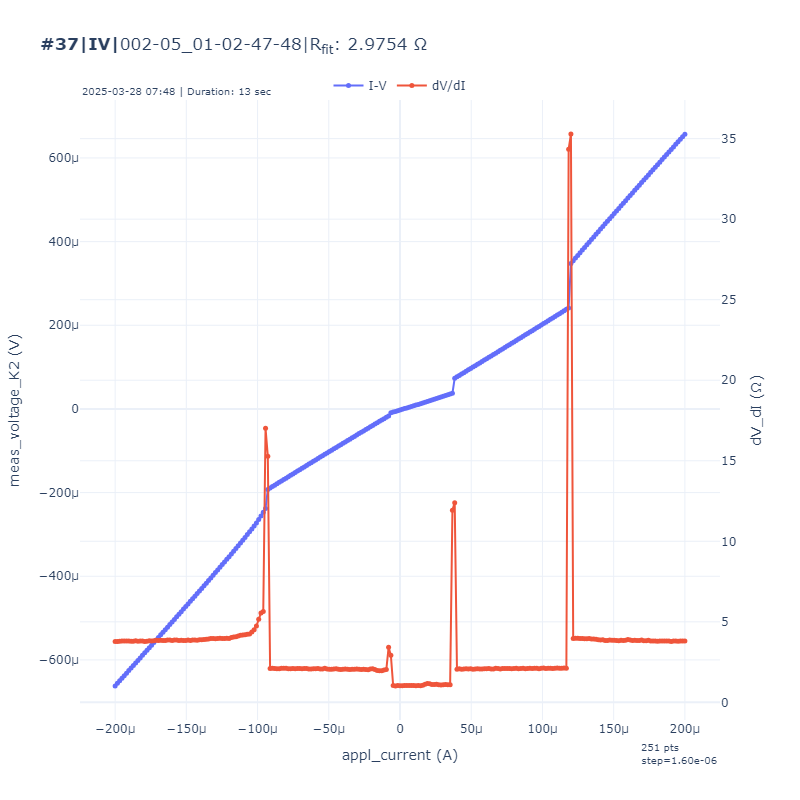 #37|IV|002-05_01-02-47-48|Rfit: 2.9754 Ω
2025-03-28 07:48 | Duration: 13 sec
I-V
dV/dI
600μ
400μ
200μ
0
−200μ
−400μ
−600μ
meas_voltage_K2 (V)
35
30
25
20
15
10
5
0
dV_dI (Ω)
−200μ
−150μ
−100μ
−50μ
0
50μ
100μ
150μ
200μ
appl_current (A)
251 pts
step=1.60e-06